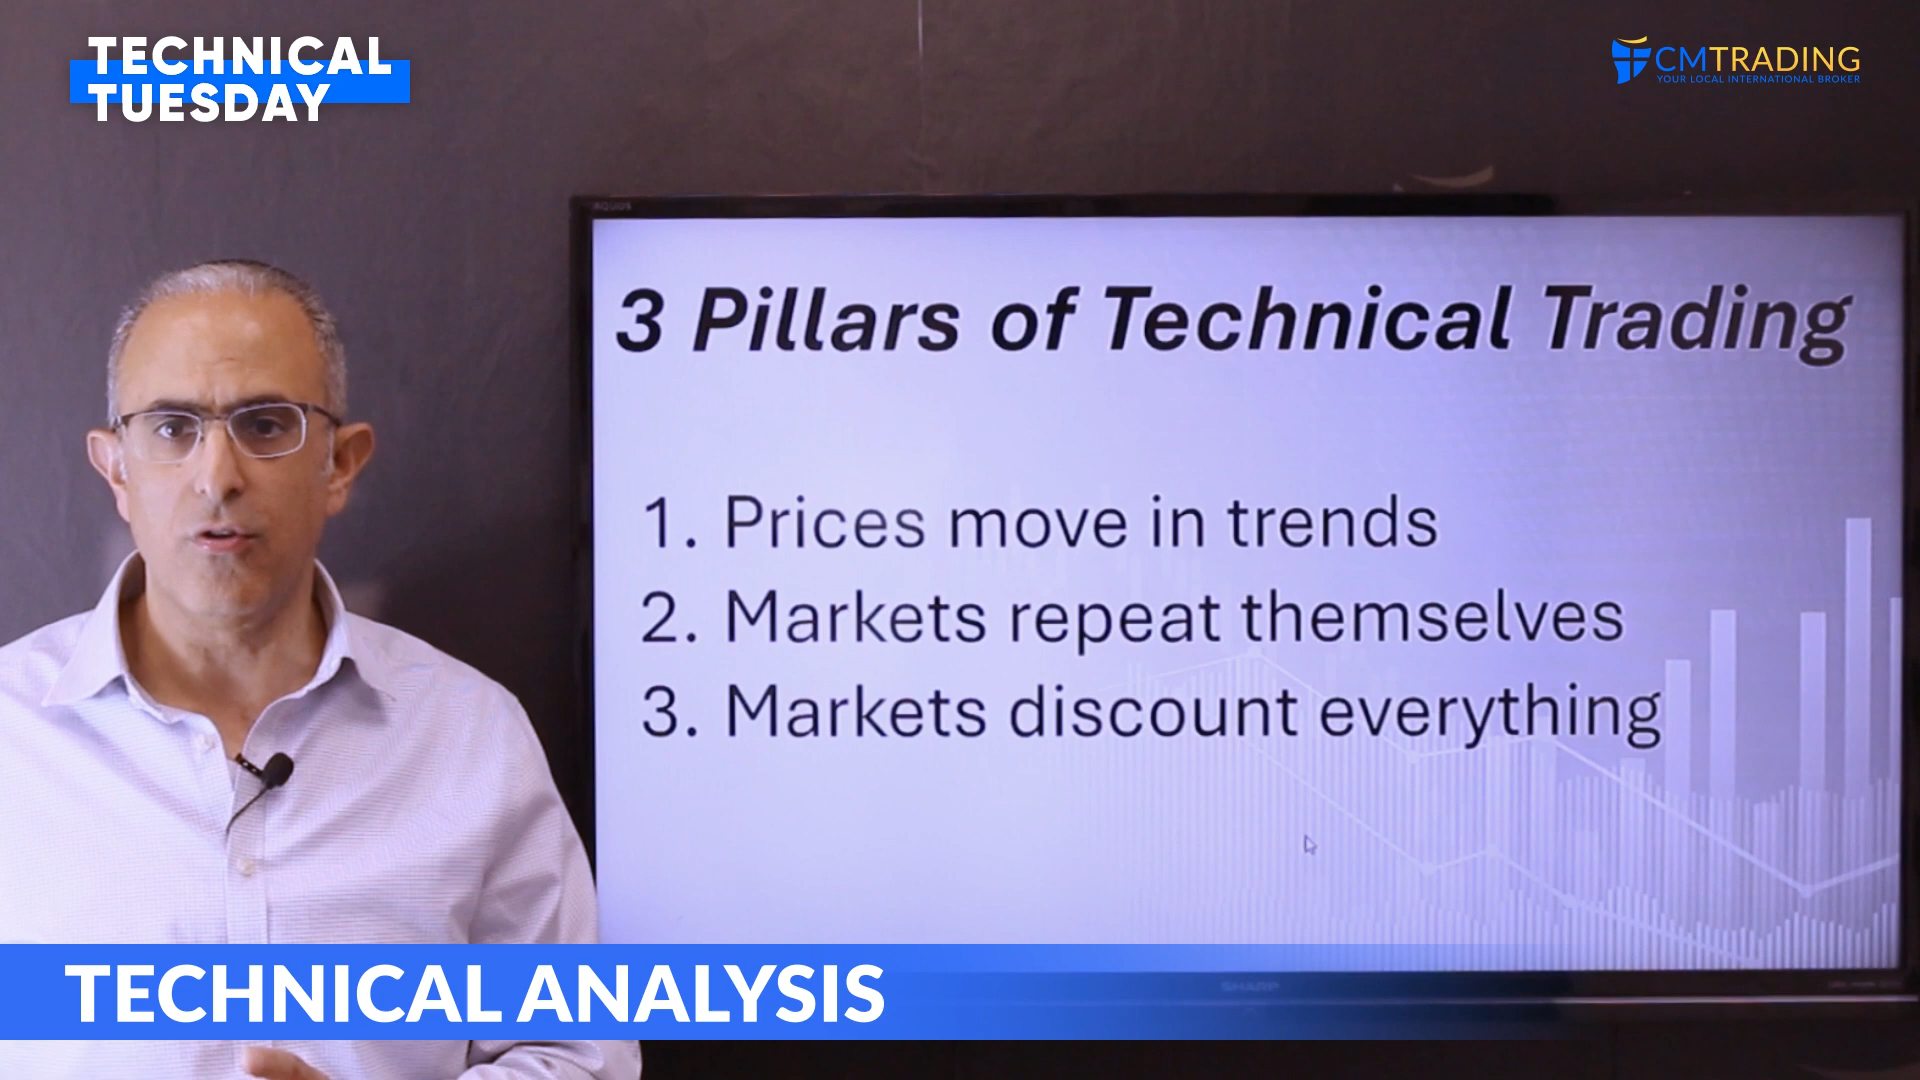 TECHNICAL
TUESDAY
CMTRADING
YOUR LOCAL INTERNATIONAL BROKER
3 Pillars of Technical Trading
1. Prices move in trends
2. Markets repeat themselves
3. Markets discount everything
TECHNICAL ANALYSIS
SHARP